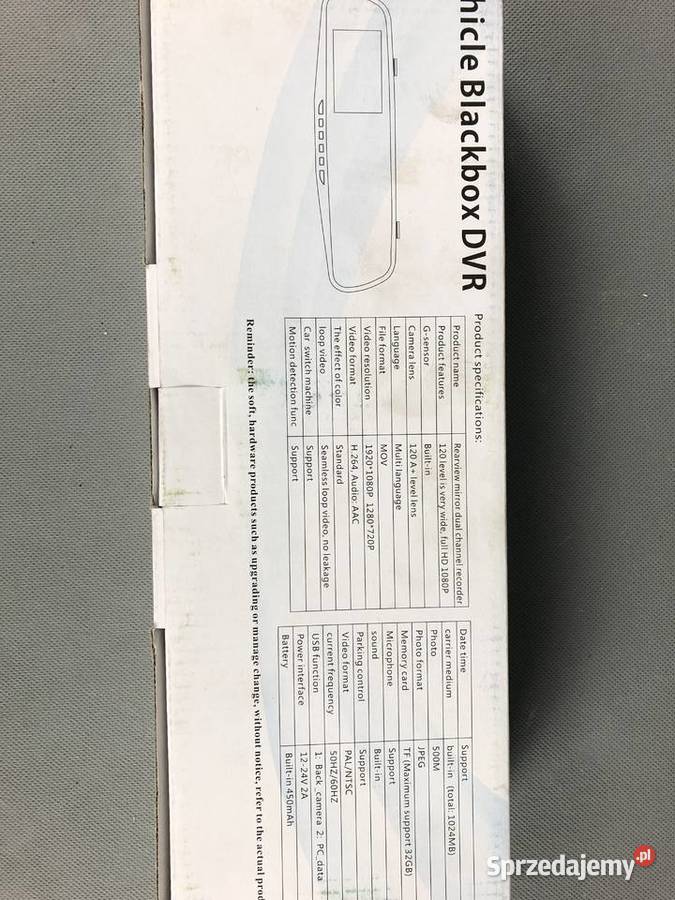 hicle Blackbox DVR
Product specifications:
Product name Rearview mirror dual channel recorder
Product features 120 level is very wide, full HD 1080P
G-sensor Built-in
Camera lens 120 A+ level lens
Language Multi language
File format MOV
Video resolution 1920*1080P 1280*720P
Video format H.264, Audio: AAC
The effect of color Standard
loop video Seamless loop video, no leakage
Car switch machine Support
Motion detection func Support
Date time Support
carrier medium built-in (total: 1024MB)
Photo 500M
Photo format JPEG
Memory card TF (Maximum support 32GB)
Microphone Support
sound Built-in
Parking control Support
Video format PAL/NTSC
current frequency 50HZ/60HZ
USB function 1: Back_camera 2: PC_data
Power interface 12-24V 2A
Battery Built-in 450mAh
Reminder: the soft, hardware products such as upgrading or manage change, without notice, refer to the actual prod
Sprzedajemy.pl